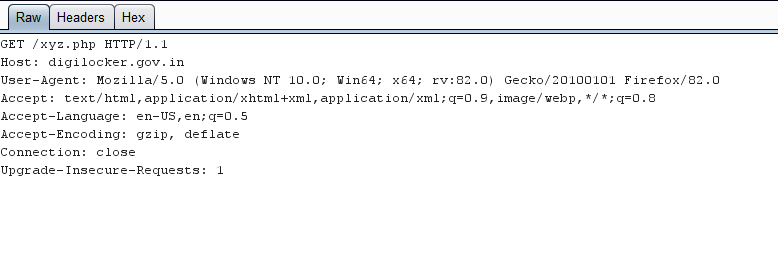 Raw Headers Hex
GET /xyz.php HTTP/1.1
Host: digilocker.gov.in
User-Agent: Mozilla/5.0 (Windows NT 10.0; Win64; x64; rv:82.0) Gecko/20100101 Firefox/82.0
Accept: text/html,application/xhtml+xml,application/xml;q=0.9,image/webp,*/*;q=0.8
Accept-Language: en-US,en;q=0.5
Accept-Encoding: gzip, deflate
Connection: close
Upgrade-Insecure-Requests: 1